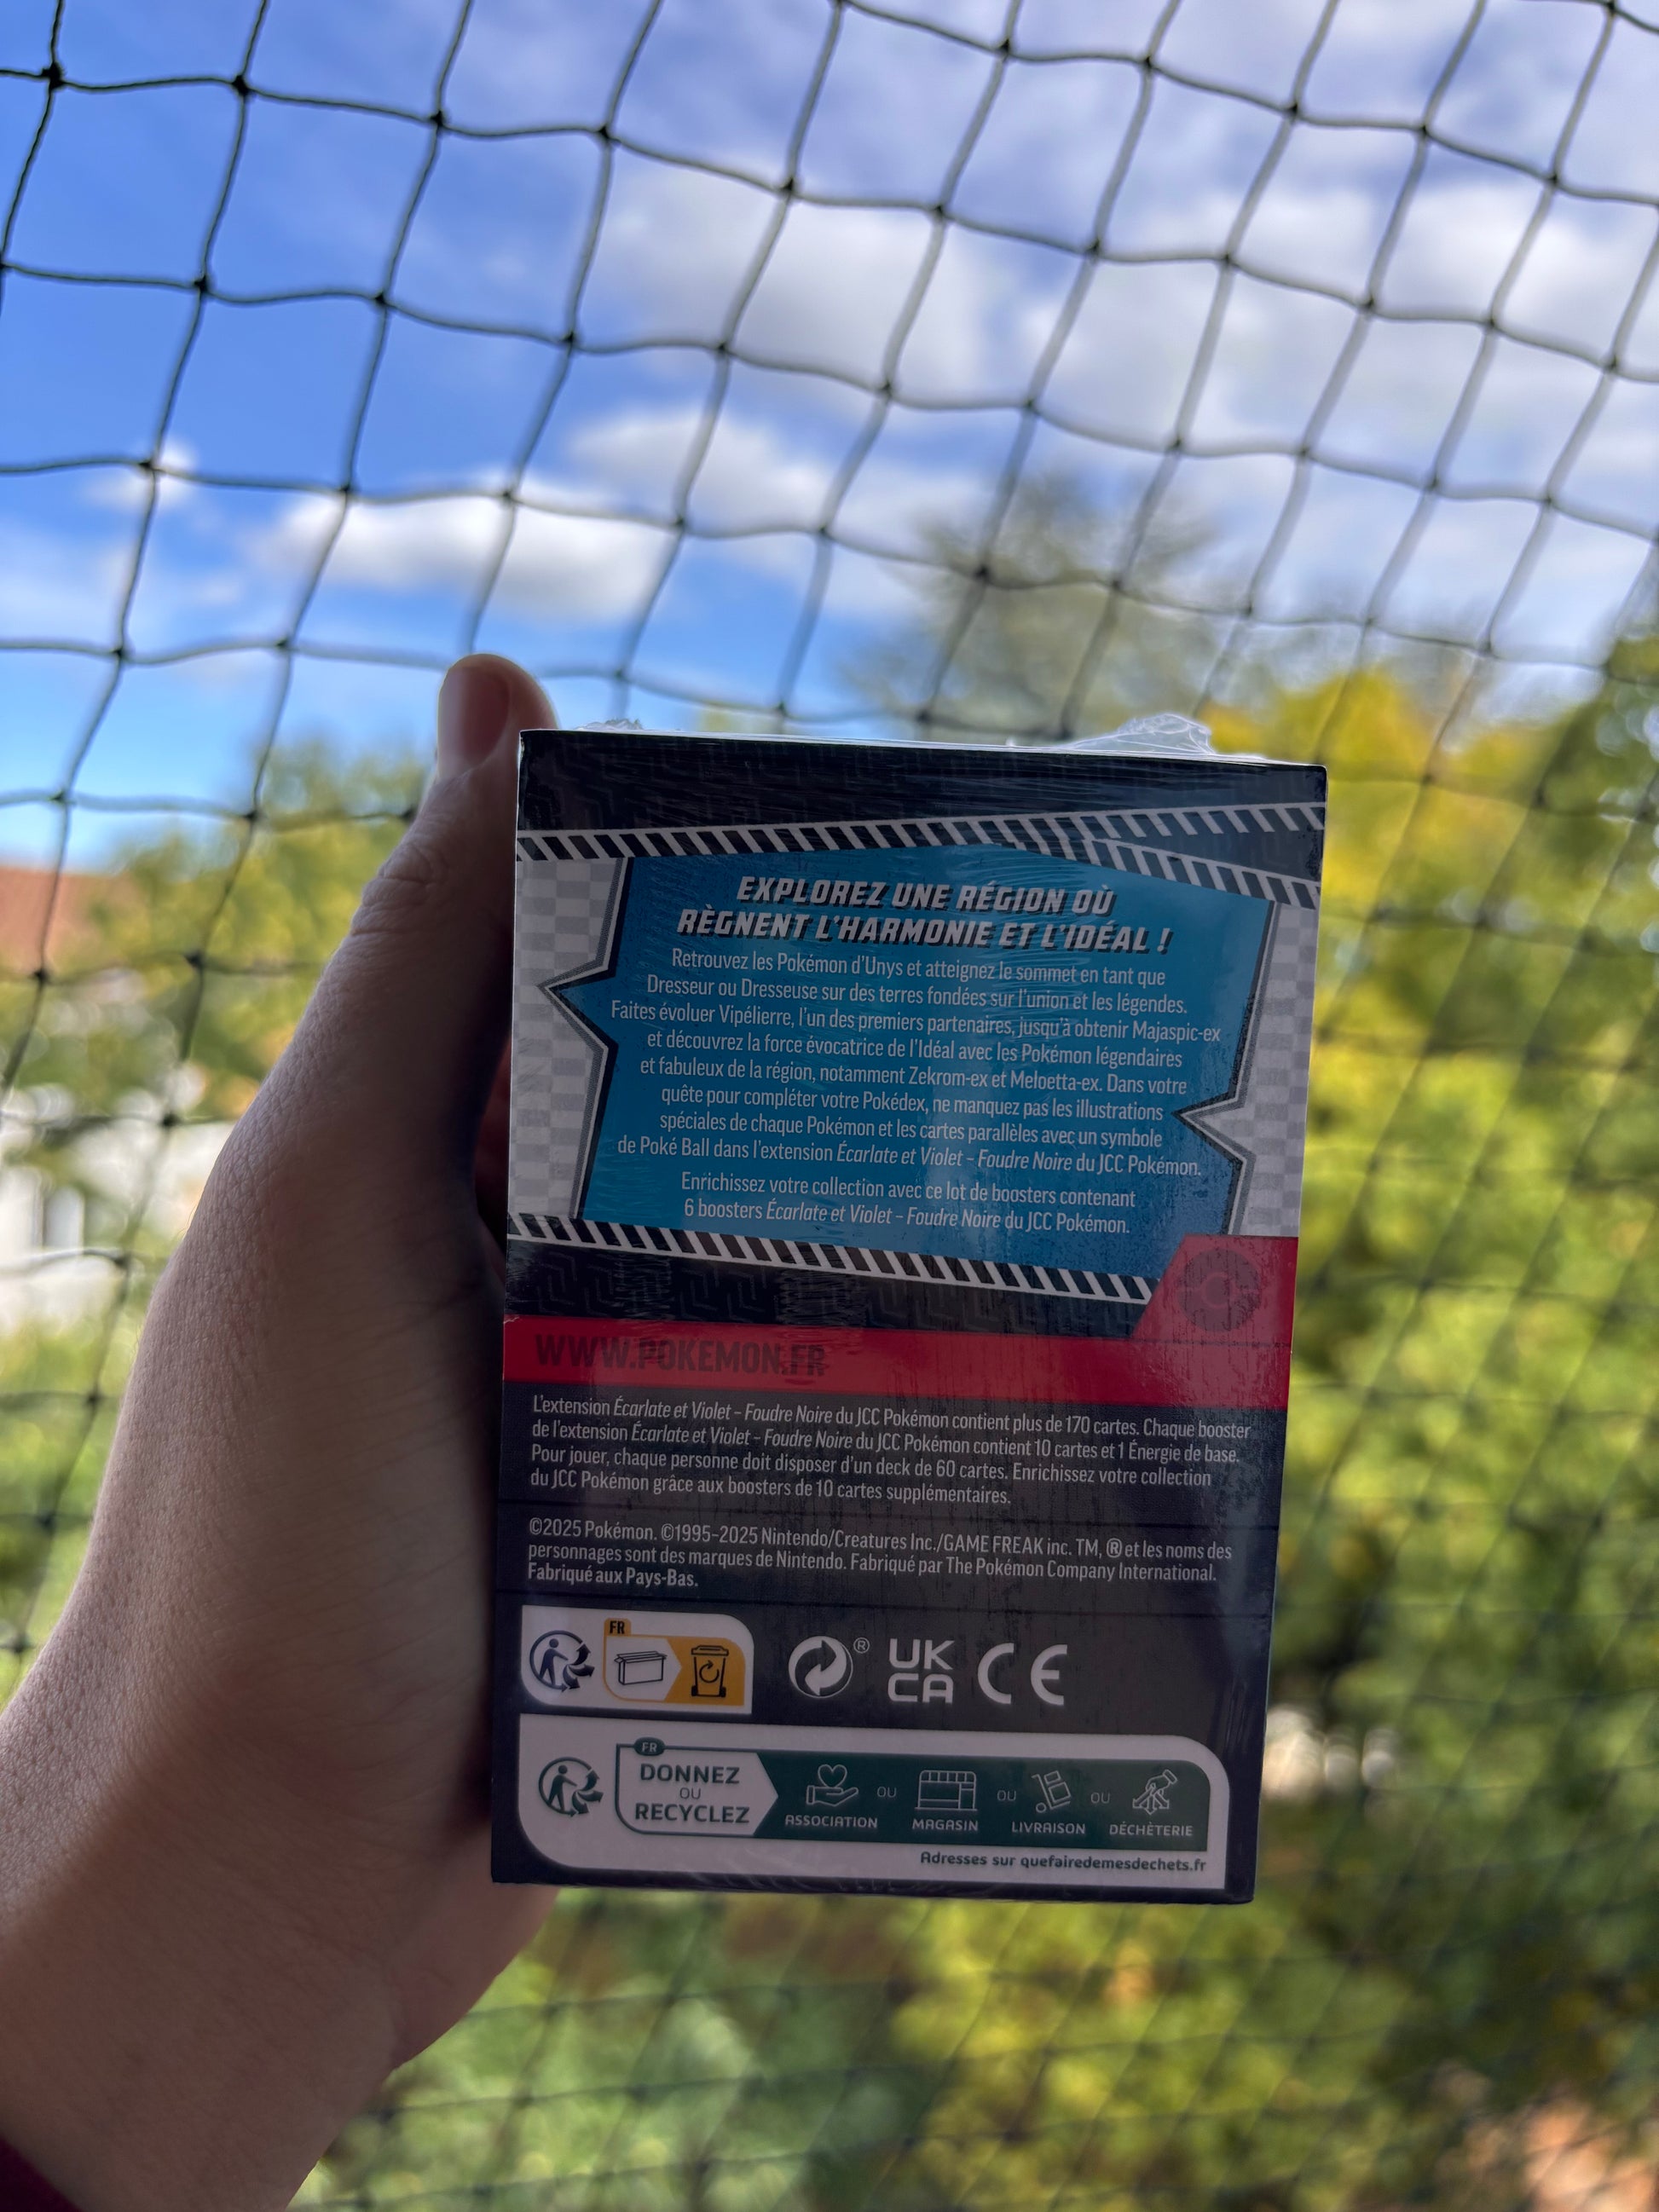 EXPLOREZ UNE RÉGION OÙ
RÈGNENT L'HARMONIE ET L'IDÉAL !
Retrouvez les Pokémon d'Unys et atteignez le sommet en tant que
Dresseur ou Dresseuse sur des terres fondées sur l'union et les légendes.
Faites évoluer Vipélierre, l'un des premiers partenaires, jusqu'à obtenir Majaspic-ex
et découvrez la force évocatrice de l'Idéal avec les Pokémon légendaires
et fabuleux de la région, notamment Zekrom-ex et Meloetta-ex. Dans votre
quête pour compléter votre Pokédex, ne manquez pas les illustrations
spéciales de chaque Pokémon et les cartes parallèles avec un symbole
de Poké Ball dans l'extension Écarlate et Violet – Foudre Noire du JCC Pokémon.
Enrichissez votre collection avec ce lot de boosters contenant
6 boosters Écarlate et Violet – Foudre Noire du JCC Pokémon.
WWW.POKEMON.FR
L'extension Écarlate et Violet – Foudre Noire du JCC Pokémon contient plus de 170 cartes. Chaque booster
de l'extension Écarlate et Violet – Foudre Noire du JCC Pokémon contient 10 cartes et 1 Énergie de base.
Pour jouer, chaque personne doit disposer d'un deck de 60 cartes. Enrichissez votre collection
du JCC Pokémon grâce aux boosters de 10 cartes supplémentaires.
©2025 Pokémon. ©1995–2025 Nintendo/Creatures Inc./GAME FREAK inc. TM, ® et les noms des
personnages sont des marques de Nintendo. Fabriqué par The Pokémon Company International.
Fabriqué aux Pays-Bas.
FR
® UK CA CE
FR
DONNEZ OU RECYCLEZ
ASSOCIATION OU MAGASIN OU LIVRAISON OU DÉCHÈTERIE
Adresses sur quefairedemesdechets.fr